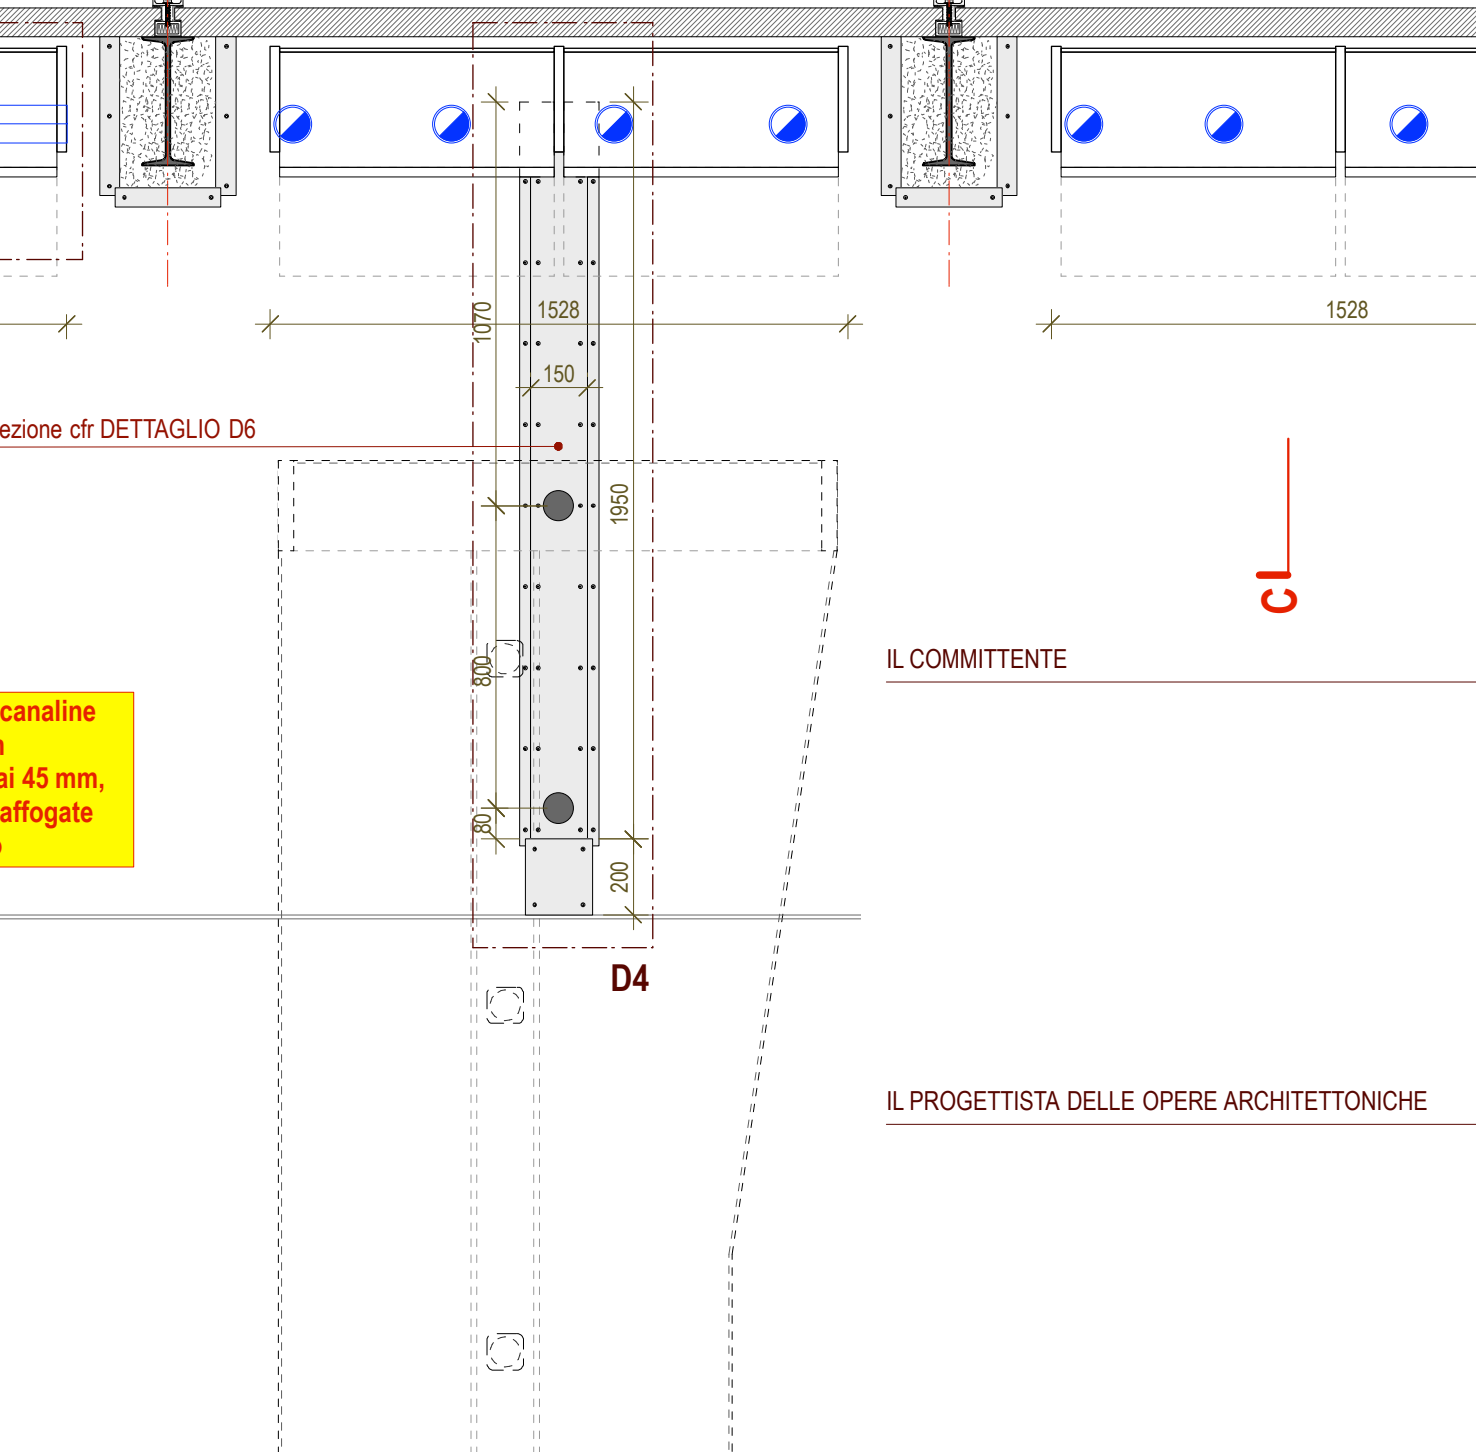 1070
1528
1528
150
ezione cfr DETTAGLIO D6
1950
C
IL COMMITTENTE
800
canaline
ai 45 mm,
affogate
80
200
D4
IL PROGETTISTA DELLE OPERE ARCHITETTONICHE